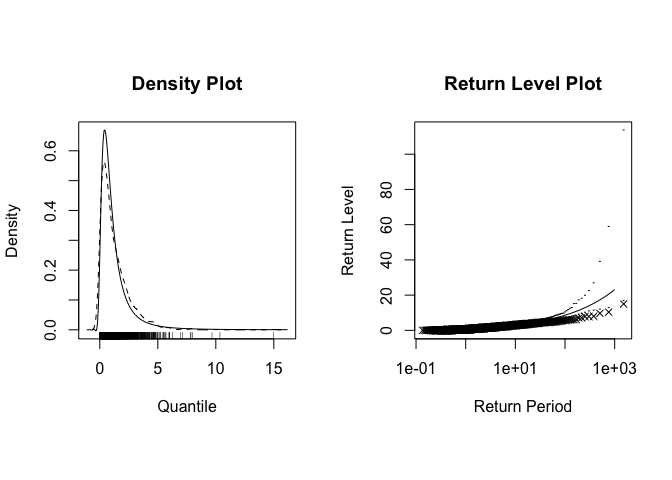 Density Plot
Density
0.0
0.2
0.4
0.6
0
5
10
15
Quantile
Return Level Plot
Return Level
0
20
40
60
80
1e-01
1e+01
1e+03
Return Period